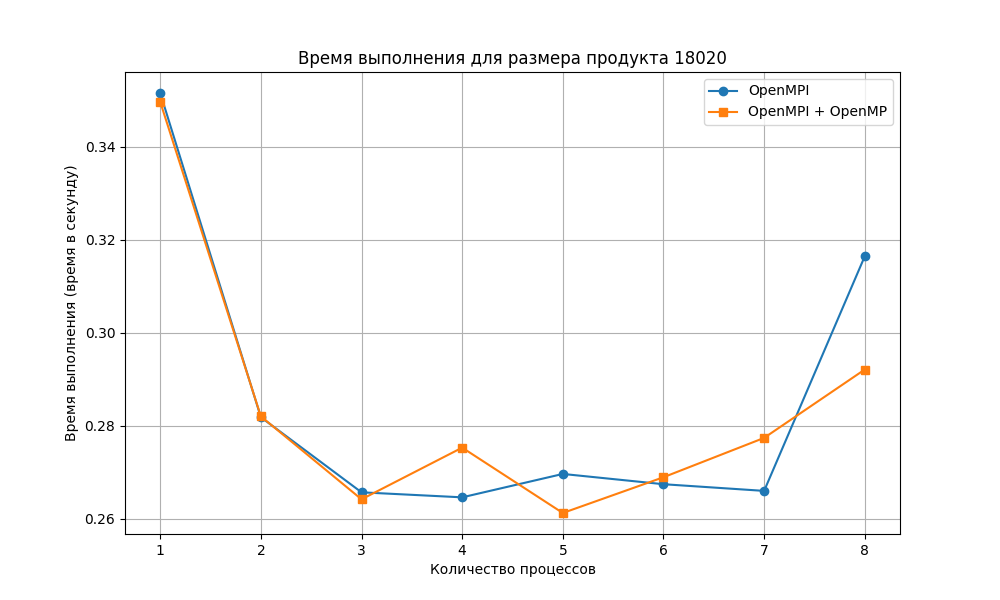 Время выполнения для размера продукта 18020
OpenMPI
OpenMPI + OpenMP
Время выполнения (время в секунду)
0.34
0.32
0.30
0.28
0.26
1 2 3 4 5 6 7 8
Количество процессов